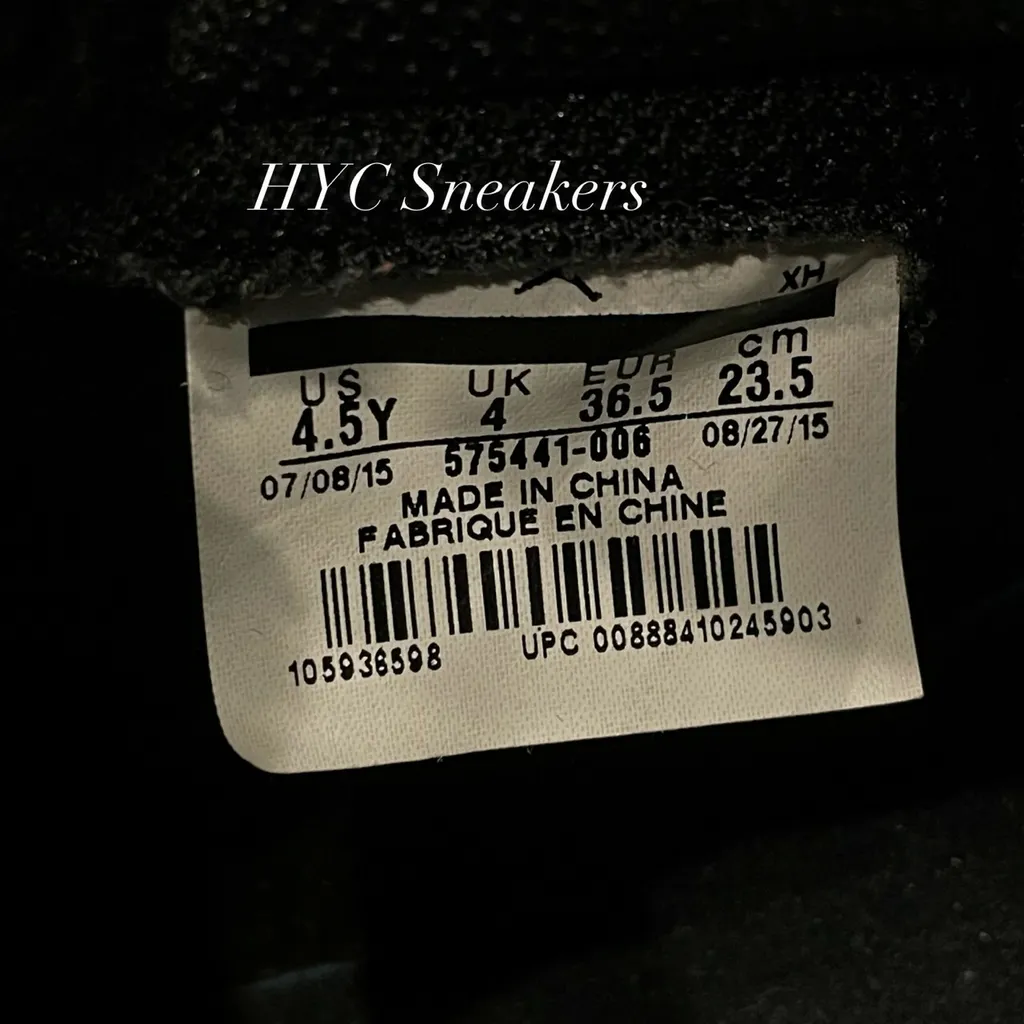 HYC Sneakers
XH
US UK EUR cm
4.5Y 4 36.5 23.5
07/08/15 575441-006 08/27/15
MADE IN CHINA
FABRIQUE EN CHINE
105936598 UPC 00888410245903